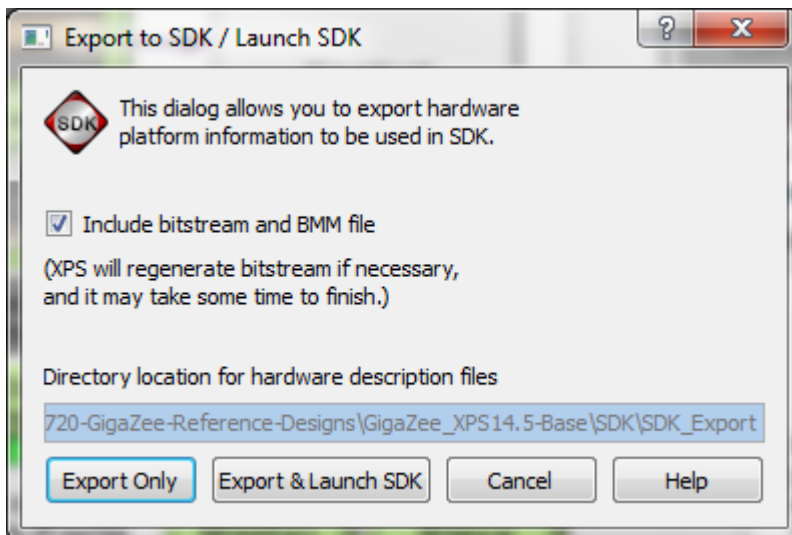 Export to SDK / Launch SDK
? X
SDK
This dialog allows you to export hardware
platform information to be used in SDK.
Include bitstream and BMM file
(XPS will regenerate bitstream if necessary,
and it may take some time to finish.)
Directory location for hardware description files
720-GigaZee-Reference-Designs\GigaZee_XPS14.5-Base\SDK\SDK_Export
Export Only Export & Launch SDK Cancel Help